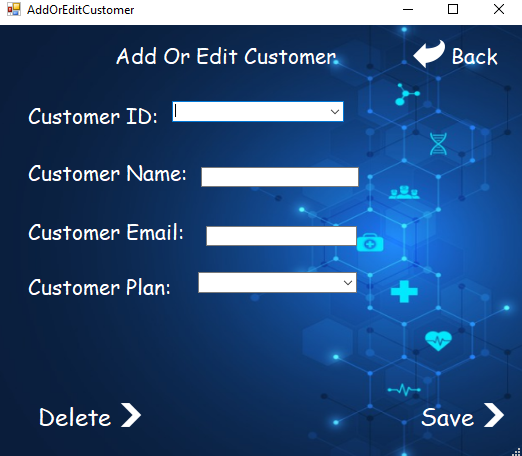 AddOrEditCustomer
Add Or Edit Customer
Back
Customer ID:
Customer Name:
Customer Email:
Customer Plan:
Delete
Save